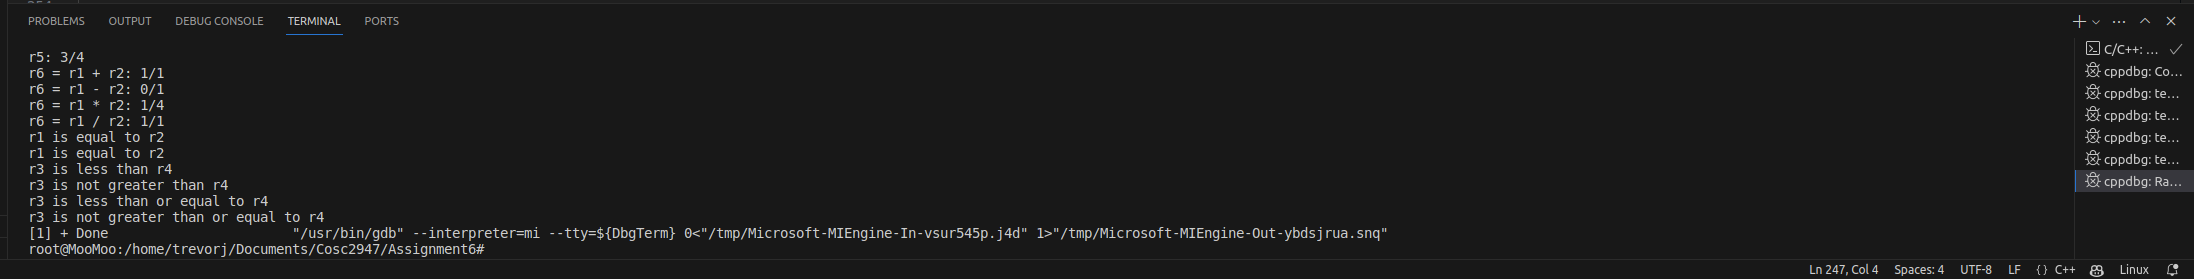 PROBLEMS OUTPUT DEBUG CONSOLE TERMINAL PORTS
r5: 3/4
r6 = r1 + r2: 1/1
r6 = r1 - r2: 0/1
r6 = r1 * r2: 1/4
r6 = r1 / r2: 1/1
r1 is equal to r2
r1 is equal to r2
r3 is less than r4
r3 is not greater than r4
r3 is less than or equal to r4
r3 is not greater than or equal to r4
[1] + Done                       "/usr/bin/gdb" --interpreter=mi --tty=${DbgTerm} 0<"/tmp/Microsoft-MIEngine-In-vsur545p.j4d" 1>"/tmp/Microsoft-MIEngine-Out-ybdsjrua.snq"
root@MooMoo:/home/trevorj/Documents/Cosc2947/Assignment6#
C/C++: ...
cppdbg: Co...
cppdbg: te...
cppdbg: te...
cppdbg: te...
cppdbg: te...
cppdbg: Ra...
Ln 247, Col 4 Spaces: 4 UTF-8 LF {} C++ Linux